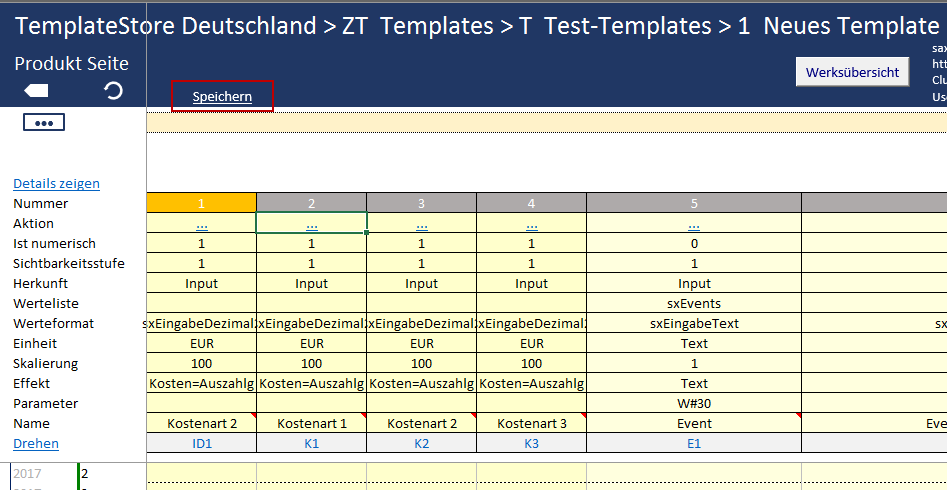 TemplateStore Deutschland > ZT Templates > T Test-Templates > 1 Neues Template
Produkt Seite
sax
htt
Werksübersicht
Clu
Speichern
Us
Details zeigen
Nummer 1 2 3 4 5
Aktion ... ... ... ... ...
Ist numerisch 1 1 1 1 0
Sichtbarkeitsstufe 1 1 1 1 1
Herkunft Input Input Input Input Input
Werteliste sxEvents
Werteformat sxEingabeDezimal2 xEingabeDezimal2 xEingabeDezimal2 xEingabeDezimal2 sxEingabeText sx
Einheit EUR EUR EUR EUR Text
Skalierung 100 100 100 100 1
Effekt Kosten=Auszahlg Kosten=Auszahlg Kosten=Auszahlg Kosten=Auszahlg Text
Parameter W#30
Name Kostenart 2 Kostenart 1 Kostenart 2 Kostenart 3 Event Eve
Drehen ID1 K1 K2 K3 E1
2017 2